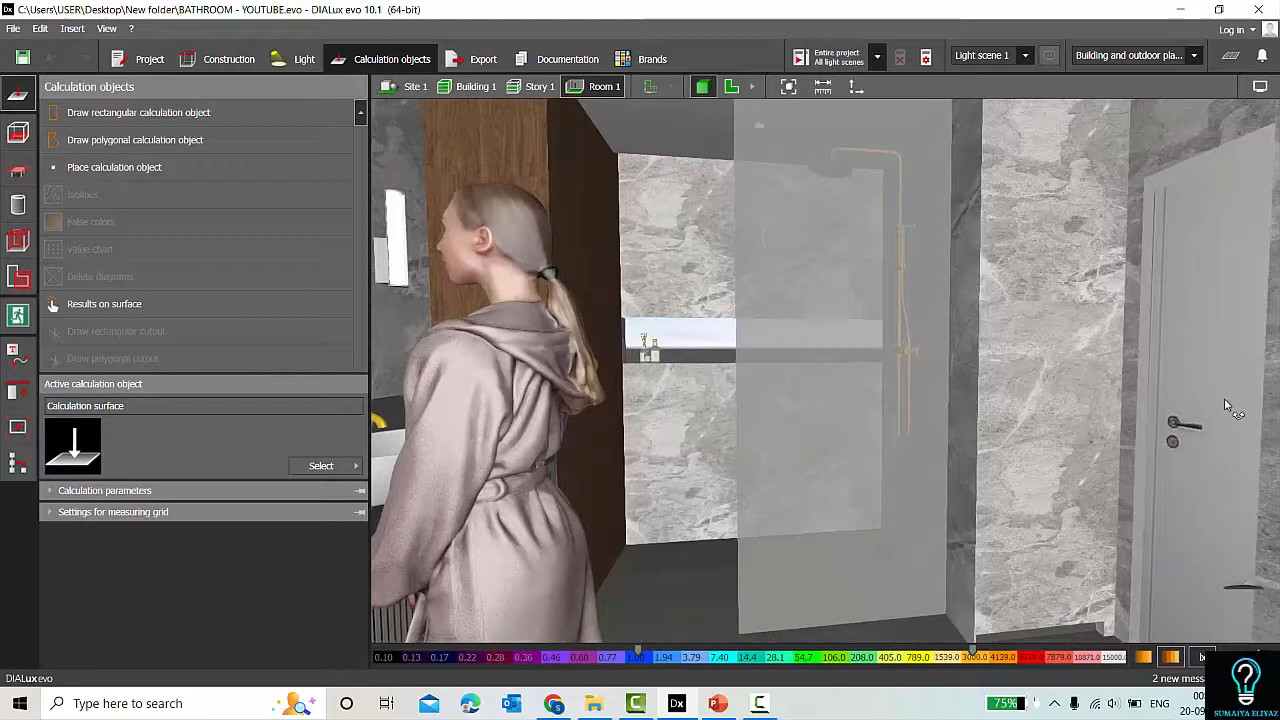 C:\Users\USER\Desktop\New folder\BATHROOM - YOUTUBE.evo - DIALux evo 10.1 (64-bit)
File Edit Insert View ?
Log in
Project Construction Light Calculation objects Export Documentation Brands
Entire project
All light scenes
Light scene 1
Building and outdoor pla...
Calculation objects
Site 1 Building 1 Story 1 Room 1
Draw rectangular calculation object
Draw polygonal calculation object
Place calculation object
Isolines
False colors
Value chart
Delete diagrams
Results on surface
Draw rectangular cutout
Draw polygonal cutout
Active calculation object
Calculation surface
Select
Calculation parameters
Settings for measuring grid
0.10 0.13 0.17 0.22 0.28 0.36 0.46 0.60 0.77 1.00 1.94 3.79 7.40 14.4 28.1 54.7 106.0 208.0 405.0 789.0 1539.0 3000.0 4139.0 5710.0 7879.0 10871.0 15000.0
DIALux evo
2 new mess
Type here to search
75%
ENG
20-09
SUMAIYA ELIYAZ